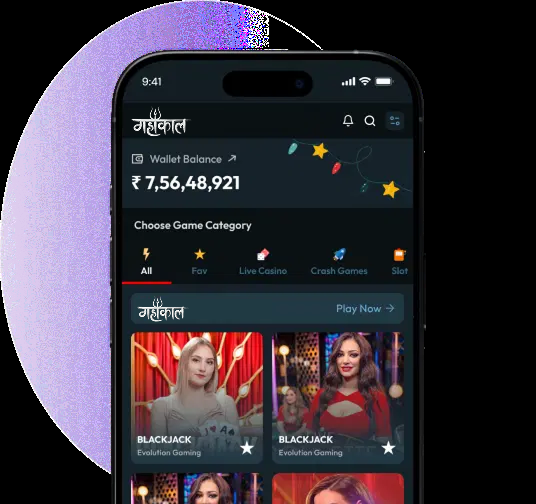 9:41
महाकाल
Wallet Balance
₹ 7,56,48,921
Choose Game Category
All
Fav
Live Casino
Crash Games
Slot
महाकाल
Play Now
BLACKJACK
Evolution Gaming
BLACKJACK
Evolution Gaming